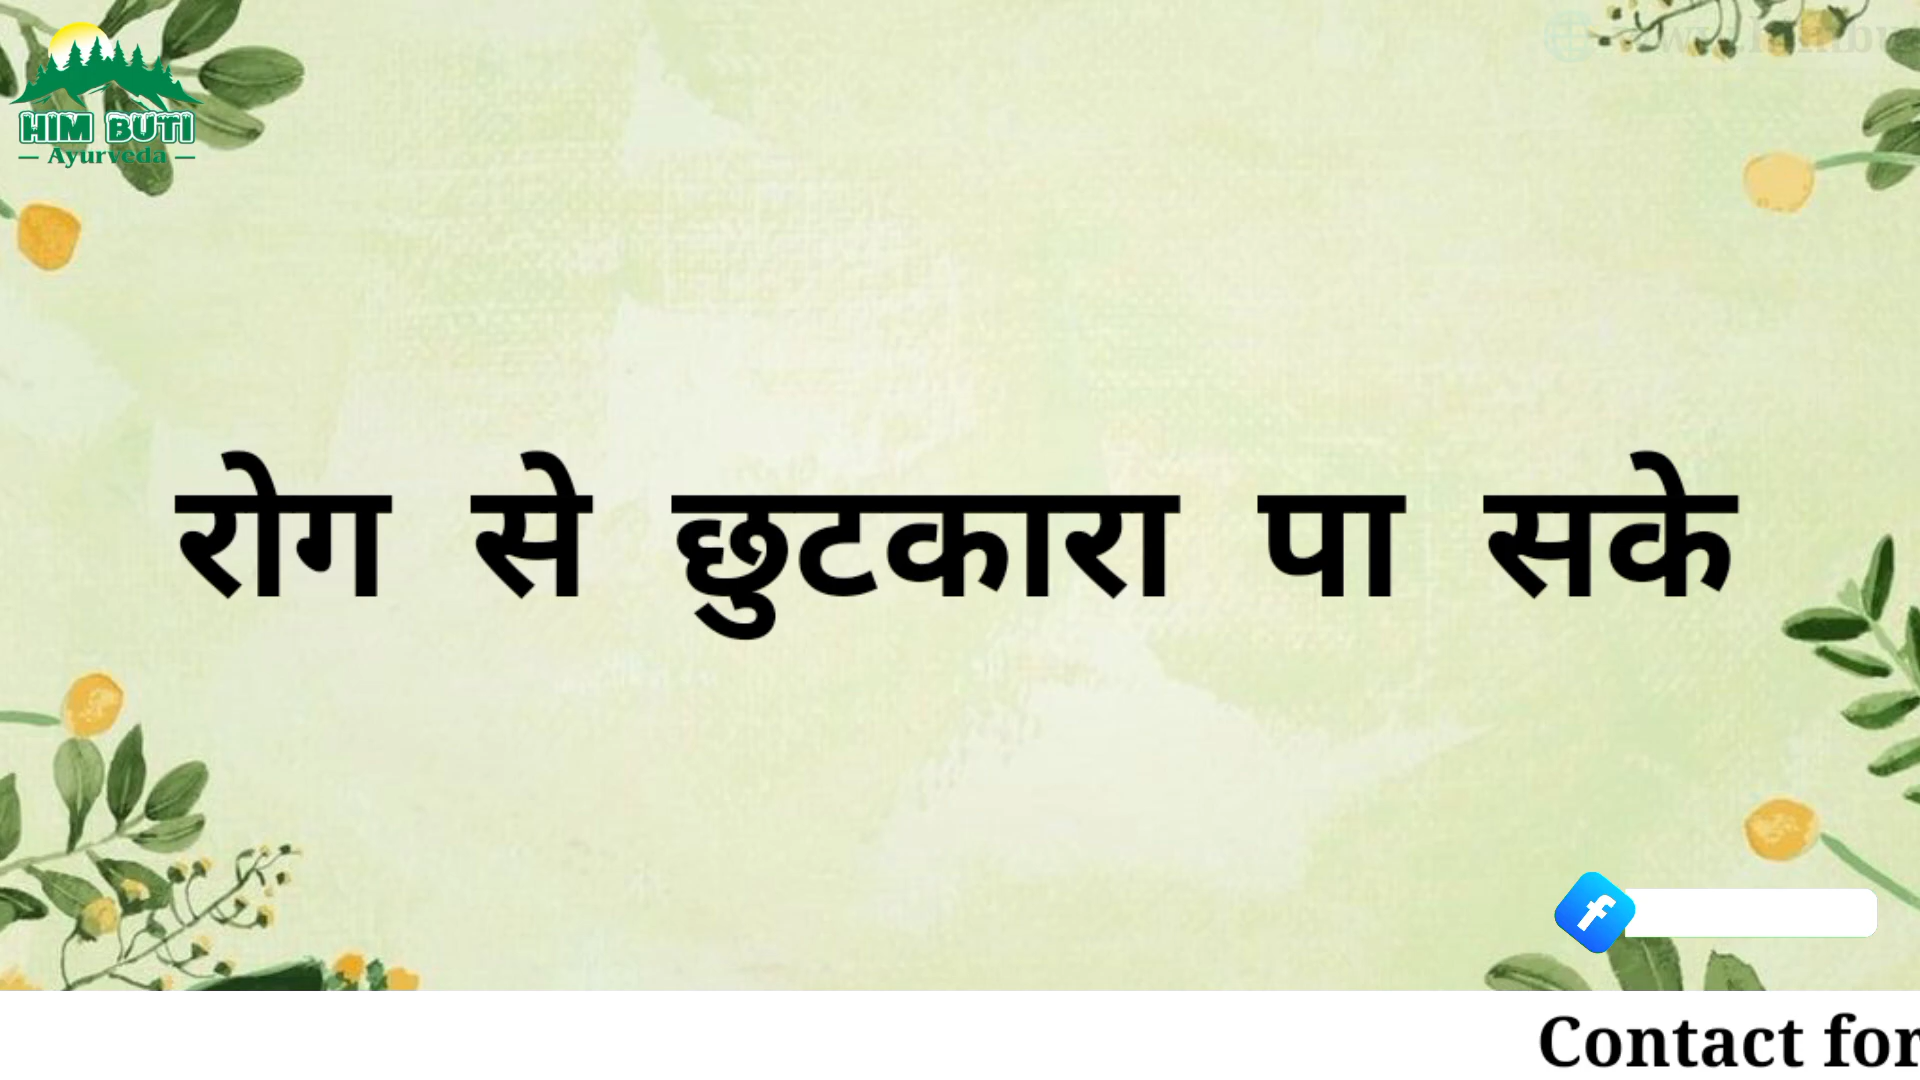 HIM BUTI
— Ayurveda —
रोग से छुटकारा पा सके
Contact for